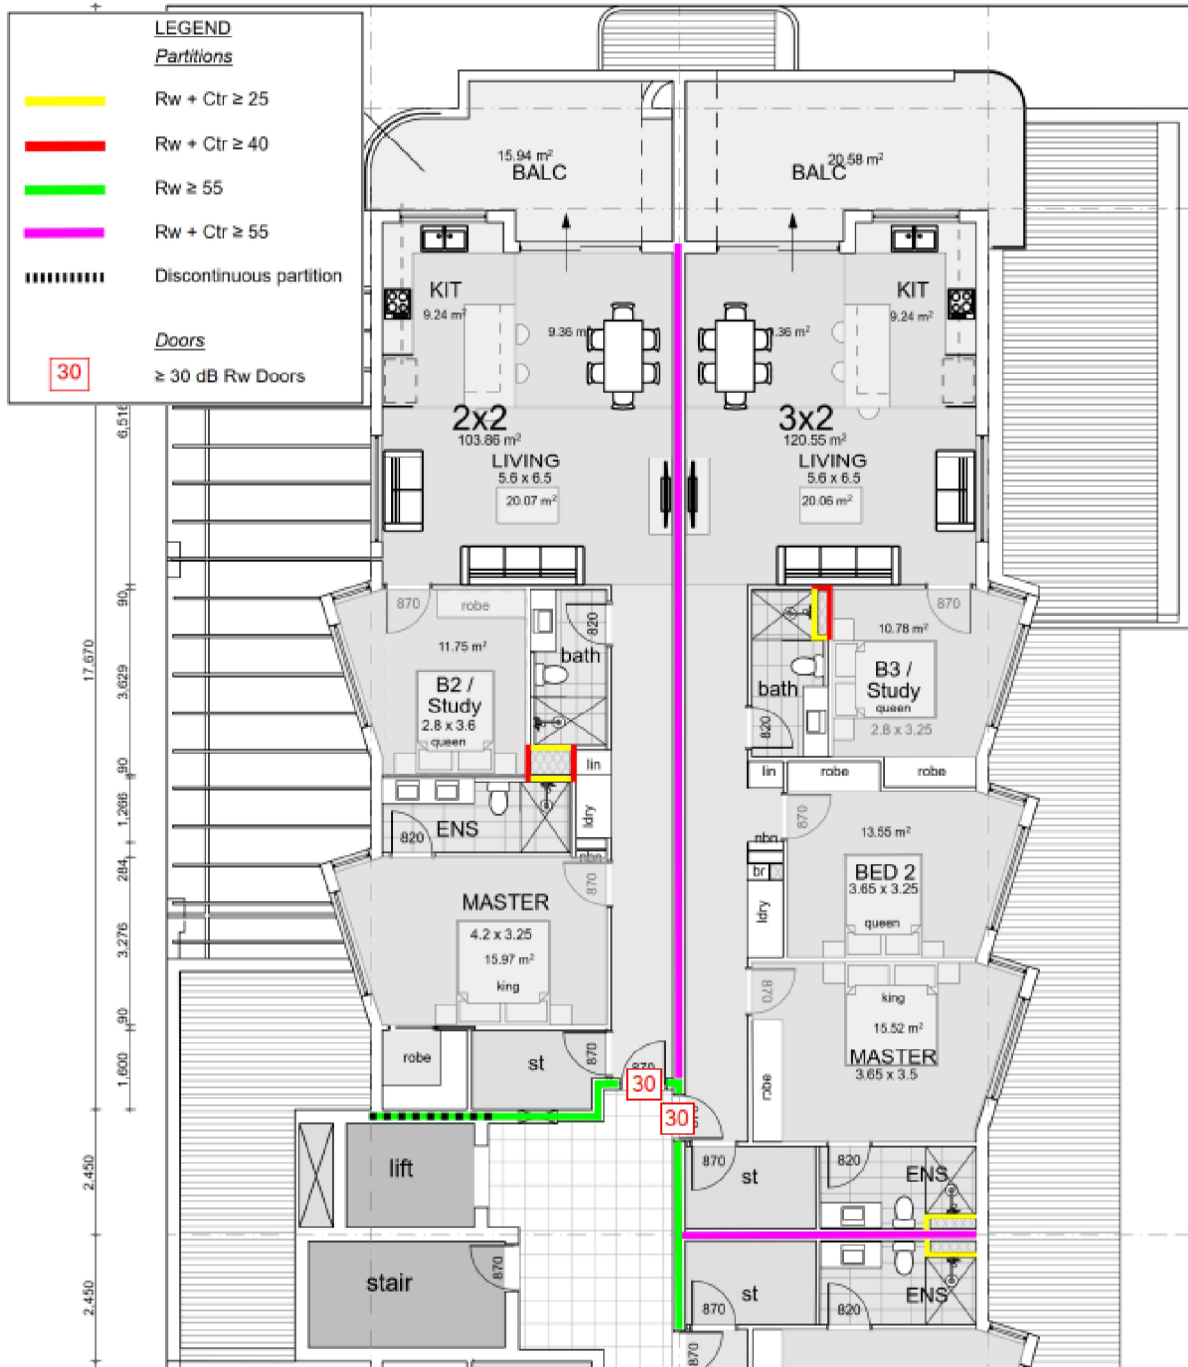 LEGEND
Partitions
Rw + Ctr ≥ 25
Rw + Ctr ≥ 40
Rw ≥ 55
Rw + Ctr ≥ 55
Discontinuous partition
Doors
30
≥ 30 dB Rw Doors
15.94 m²
BALC
20.58 m²
BALC
KIT
9.24 m²
9.36 m
KIT
9.24 m²
.36 m²
2x2
103.86 m²
LIVING
5.6 x 6.5
20.07 m²
3x2
120.55 m²
LIVING
5.6 x 6.5
20.06 m²
6,516
17,670
90
3,629
90
1,266
284
3,276
90
1,600
2,450
2,450
870
robe
820
11.75 m²
bath
B2 /
Study
2.8 x 3.6
queen
lin
ldry
nbn
820
ENS
870
MASTER
4.2 x 3.25
15.97 m²
king
robe
st
870
870
30
30
870
10.78 m²
B3 /
Study
queen
2.8 x 3.25
bath
820
lin
robe
robe
870
nbn
br
ldry
13.55 m²
BED 2
3.65 x 3.25
queen
870
king
15.52 m²
MASTER
3.65 x 3.5
robe
lift
stair
870
870
st
820
ENS
st
870
820
ENS
870